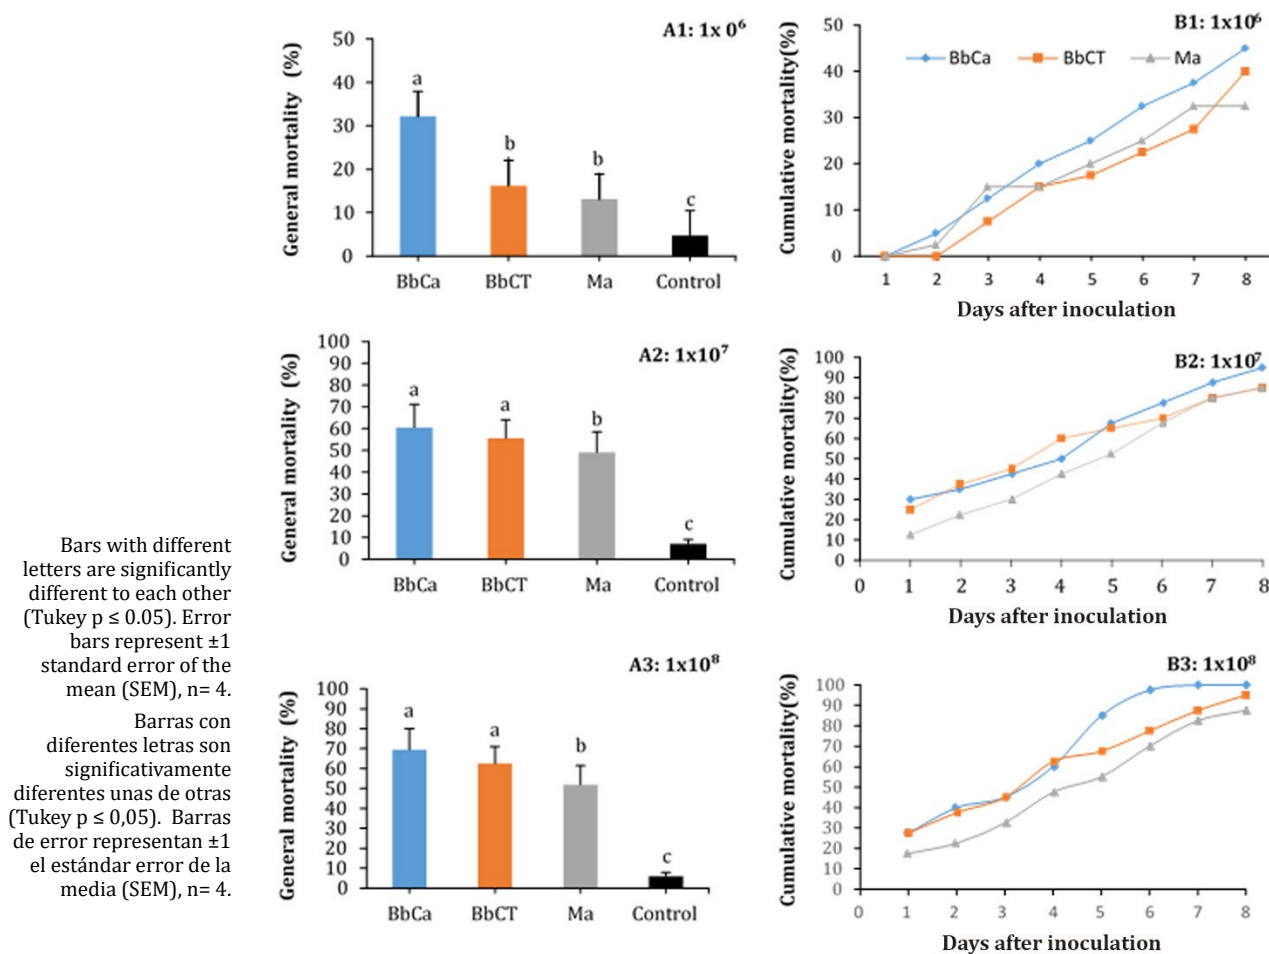 A1: 1x 0⁶
General mortality (%)
50
40
30
20
10
0
a
b
b
c
BbCa
BbCT
Ma
Control
B1: 1x10⁶
BbCa
BbCT
Ma
Cumulative mortality(%)
50
40
30
20
10
0
1 2 3 4 5 6 7 8
Days after inoculation
A2: 1x10⁷
General mortality (%)
100
90
80
70
60
50
40
30
20
10
0
a
a
b
c
BbCa
BbCT
Ma
Control
B2: 1x10⁷
Cumulative mortality(%)
100
90
80
70
60
50
40
30
20
10
0
0 1 2 3 4 5 6 7 8
Days after inoculation
Bars with different
letters are significantly
different to each other
(Tukey p ≤ 0.05). Error
bars represent ±1
standard error of the
mean (SEM), n= 4.
Barras con
diferentes letras son
significativamente
diferentes unas de otras
(Tukey p ≤ 0,05). Barras
de error representan ±1
el estándar error de la
media (SEM), n= 4.
A3: 1x10⁸
General mortality (%)
100
90
80
70
60
50
40
30
20
10
0
a
a
b
c
BbCa
BbCT
Ma
Control
B3: 1x10⁸
Cumulative mortality(%)
100
90
80
70
60
50
40
30
20
10
0
0 1 2 3 4 5 6 7 8
Days after inoculation